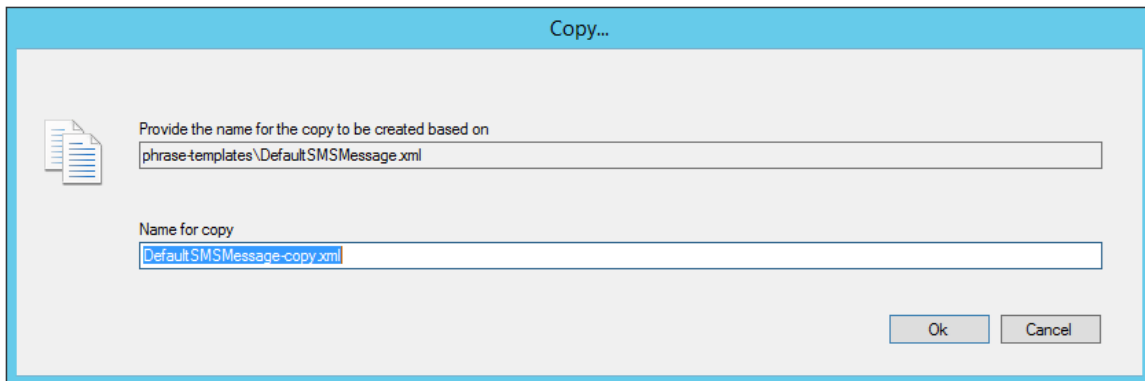 Copy...
Provide the name for the copy to be created based on
phrase-templates\DefaultSMSMessage.xml
Name for copy
DefaultSMSMessage-copy.xml
Ok
Cancel